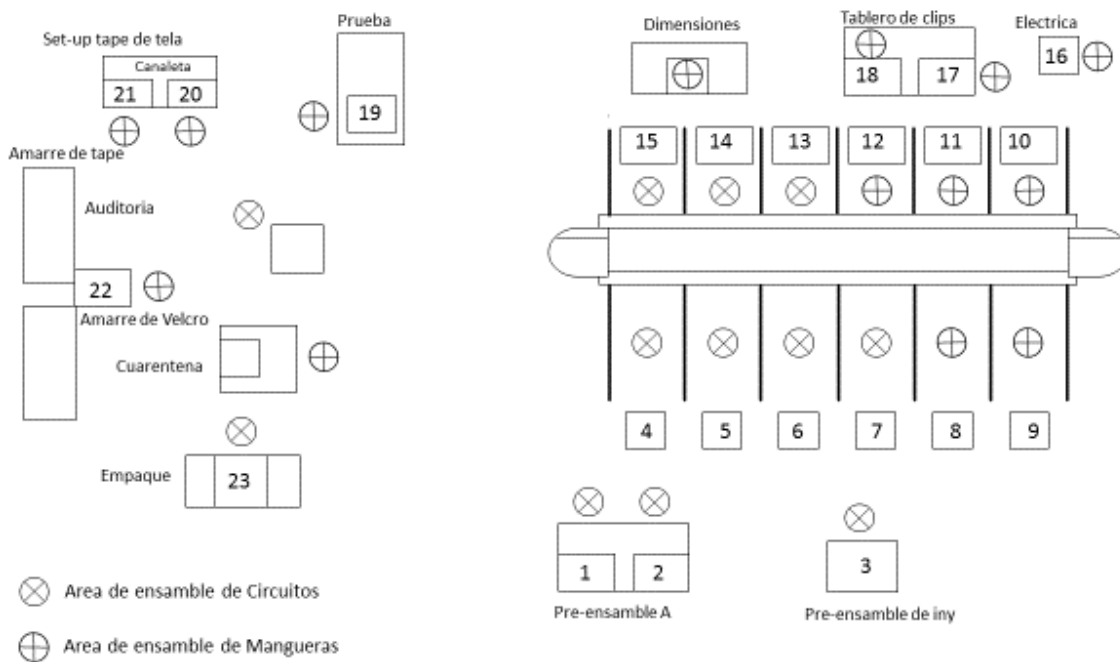 Prueba
Dimensiones
Tablero de clips
Electrica
Set-up tape de tela
Canaleta
21
20
19
18
17
16
Amarre de tape
15
14
13
12
11
10
Auditoria
22
Amarre de Velcro
Cuarentena
4
5
6
7
8
9
Empaque
23
1
2
3
Pre-ensamble A
Pre-ensamble de iny
Area de ensamble de Circuitos
Area de ensamble de Mangueras